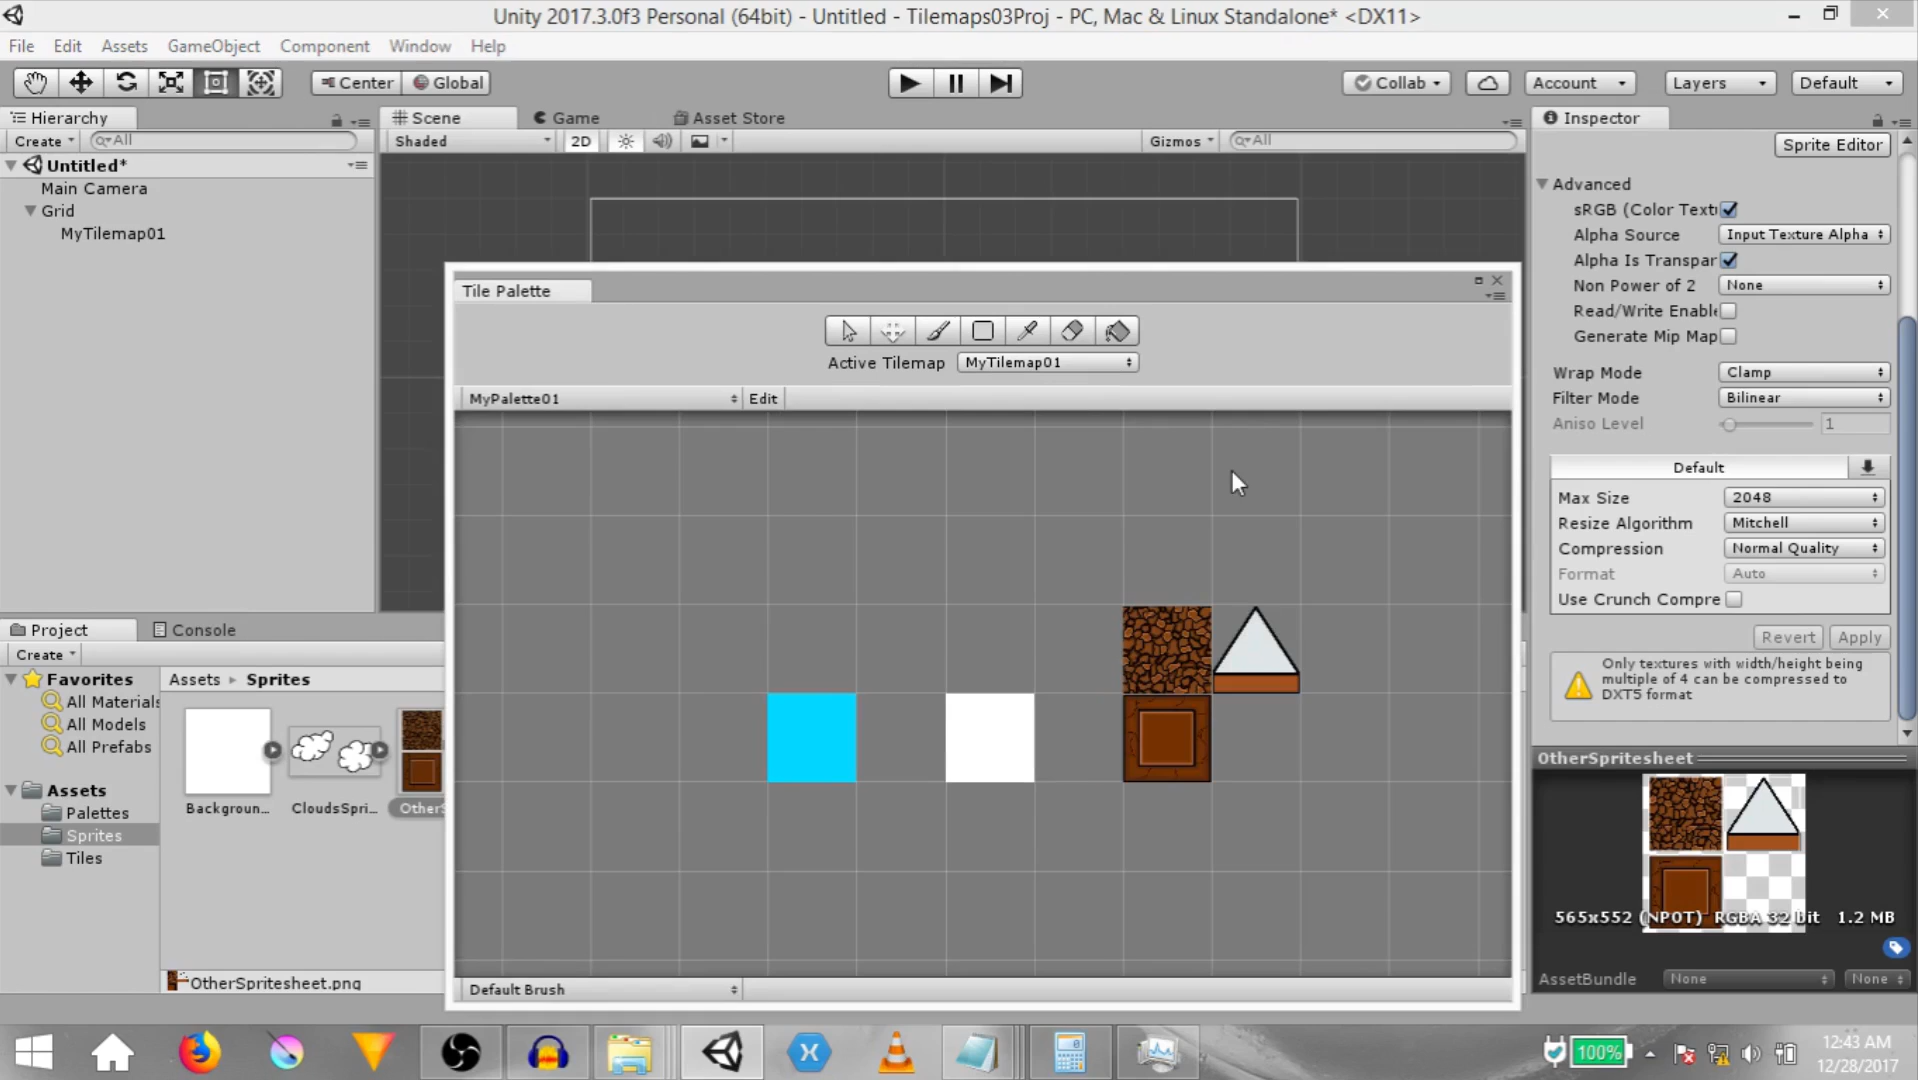 Unity 2017.3.0f3 Personal (64bit) - Untitled - Tilemaps03Proj - PC, Mac & Linux Standalone* <DX11>
File Edit Assets GameObject Component Window Help
Center Global Collab Account Layers Default
Hierarchy
Create All
Untitled*
Main Camera
Grid
MyTilemap01
Scene Game Asset Store
Shaded 2D Gizmos All
Tile Palette
Active Tilemap MyTilemap01
MyPalette01 Edit
Default Brush
Project Console
Create
Favorites
All Materials
All Models
All Prefabs
Assets
Palettes
Sprites
Tiles
Assets Sprites
Backgroun... CloudsSpri... OtherS
OtherSpritesheet.png
Inspector
Sprite Editor
Advanced
sRGB (Color Textu
Alpha Source Input Texture Alpha
Alpha Is Transpar
Non Power of 2 None
Read/Write Enable
Generate Mip Map
Wrap Mode Clamp
Filter Mode Bilinear
Aniso Level 1
Default
Max Size 2048
Resize Algorithm Mitchell
Compression Normal Quality
Format Auto
Use Crunch Compre
Revert Apply
Only textures with width/height being
multiple of 4 can be compressed to
DXT5 format
OtherSpritesheet
565x552 (NPOT) RGBA 32 bit 1.2 MB
AssetBundle None None
100%
12:43 AM
12/28/2017